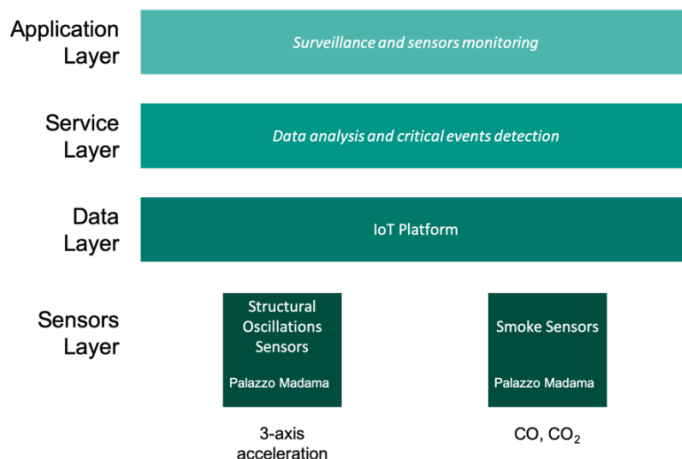 Application
Layer
Surveillance and sensors monitoring
Service
Layer
Data analysis and critical events detection
Data
Layer
IoT Platform
Sensors
Layer
Structural
Oscillations
Sensors
Palazzo Madama
Smoke Sensors
Palazzo Madama
3-axis
acceleration
CO, CO₂